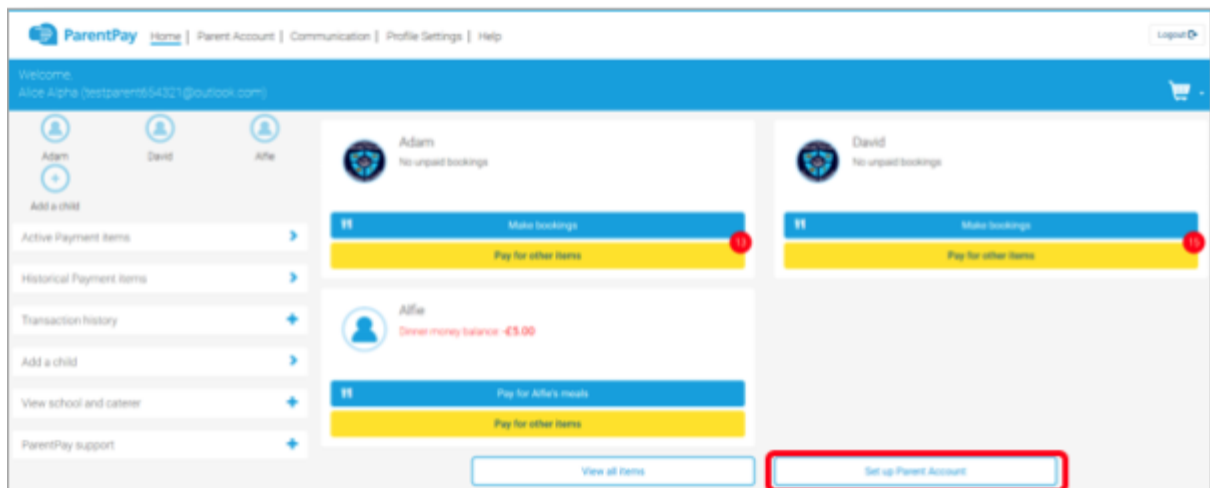 ParentPay Home | Parent Account | Communication | Profile Settings | Help
Logout
Welcome,
Alice Alpha (testparent654321@outlook.com)
Adam David Alfie
Add a child
Active Payment items
Historical Payment items
Transaction history
Add a child
View school and caterer
ParentPay support
Adam
No unpaid bookings
Make bookings
13
Pay for other items
David
No unpaid bookings
Make bookings
15
Pay for other items
Alfie
Dinner money balance: -£5.00
Pay for Alfie's meals
Pay for other items
View all items
Set up Parent Account